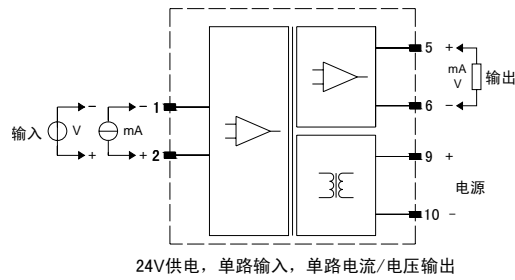 5 +
mA
V
输出
6 -
输入
V
-
+
mA
- 1
+ 2
9 +
电源
10 -
24V供电，单路输入，单路电流/电压输出